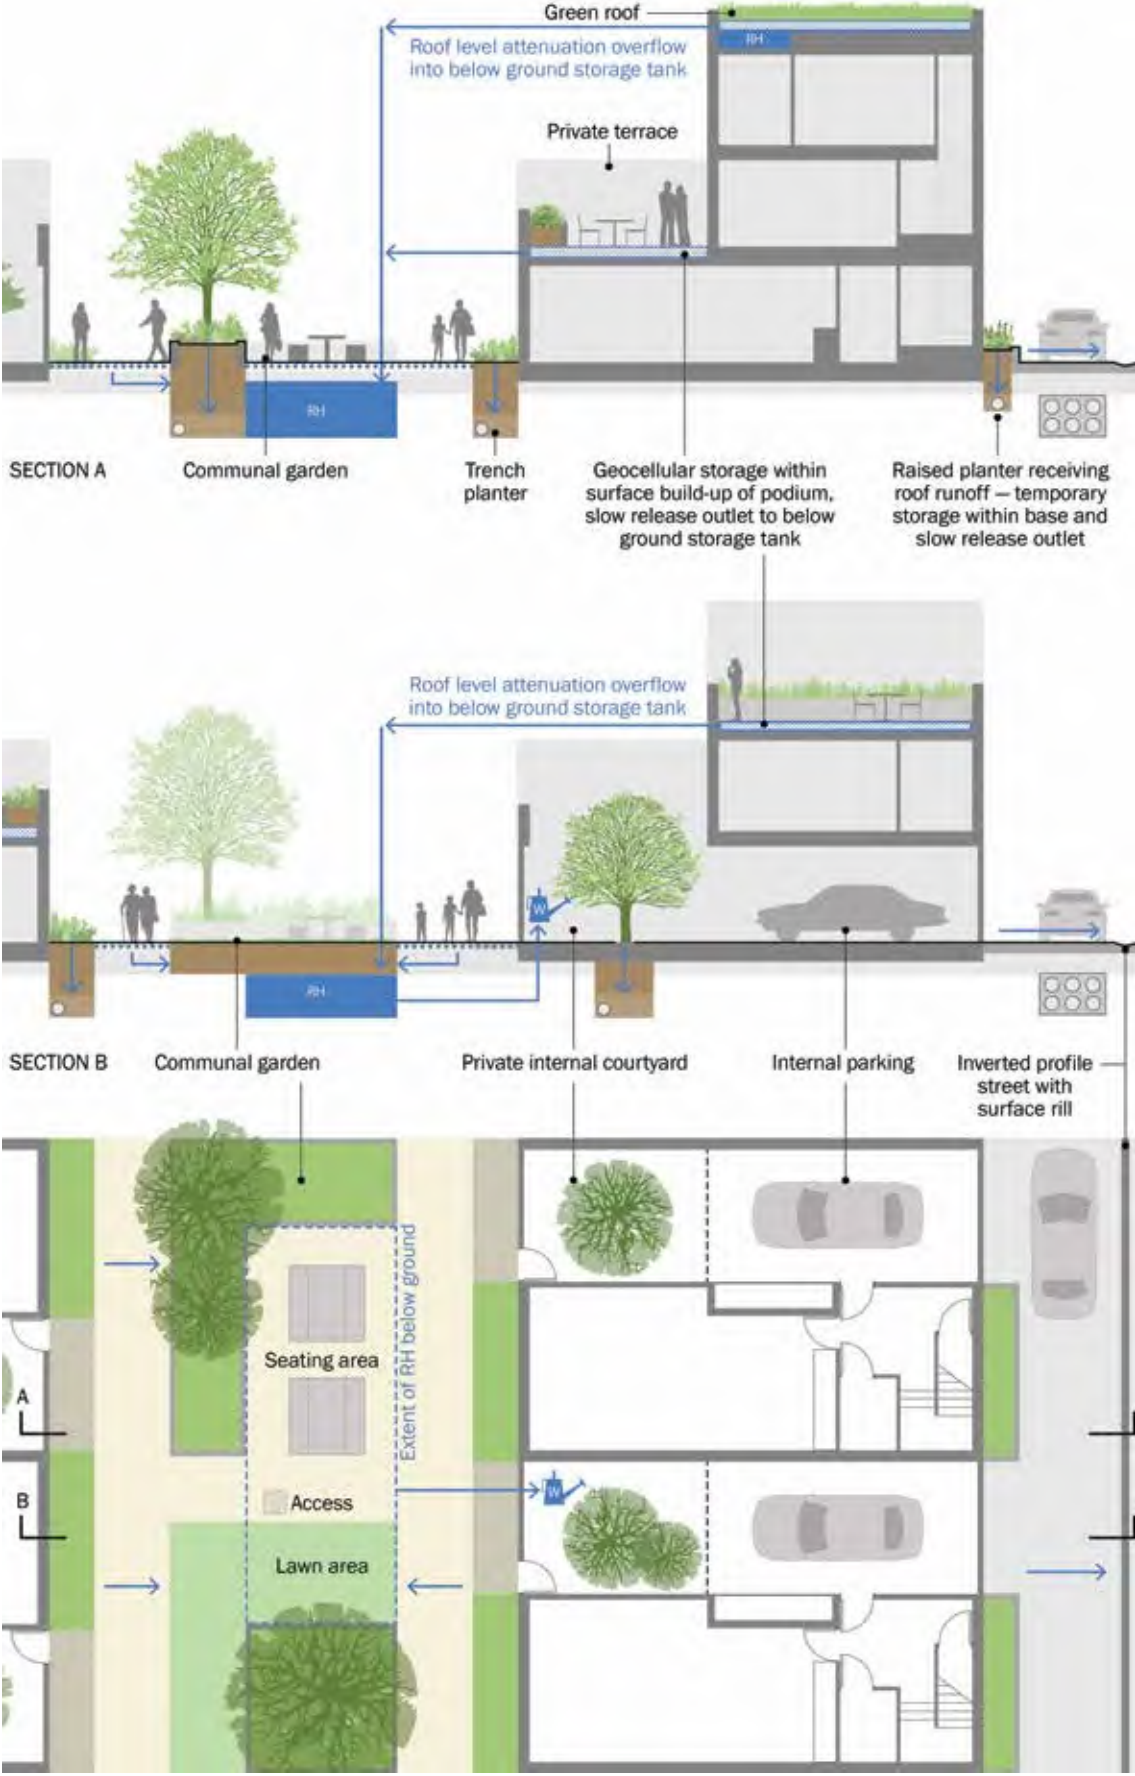 Green roof
RH
Roof level attenuation overflow
into below ground storage tank
Private terrace
RH
SECTION A
Communal garden
Trench
planter
Geocellular storage within
surface build-up of podium,
slow release outlet to below
ground storage tank
Raised planter receiving
roof runoff — temporary
storage within base and
slow release outlet
Roof level attenuation overflow
into below ground storage tank
W
RH
SECTION B
Communal garden
Private internal courtyard
Internal parking
Inverted profile
street with
surface rill
Extent of RH below ground
Seating area
A
B
Access
W
Lawn area